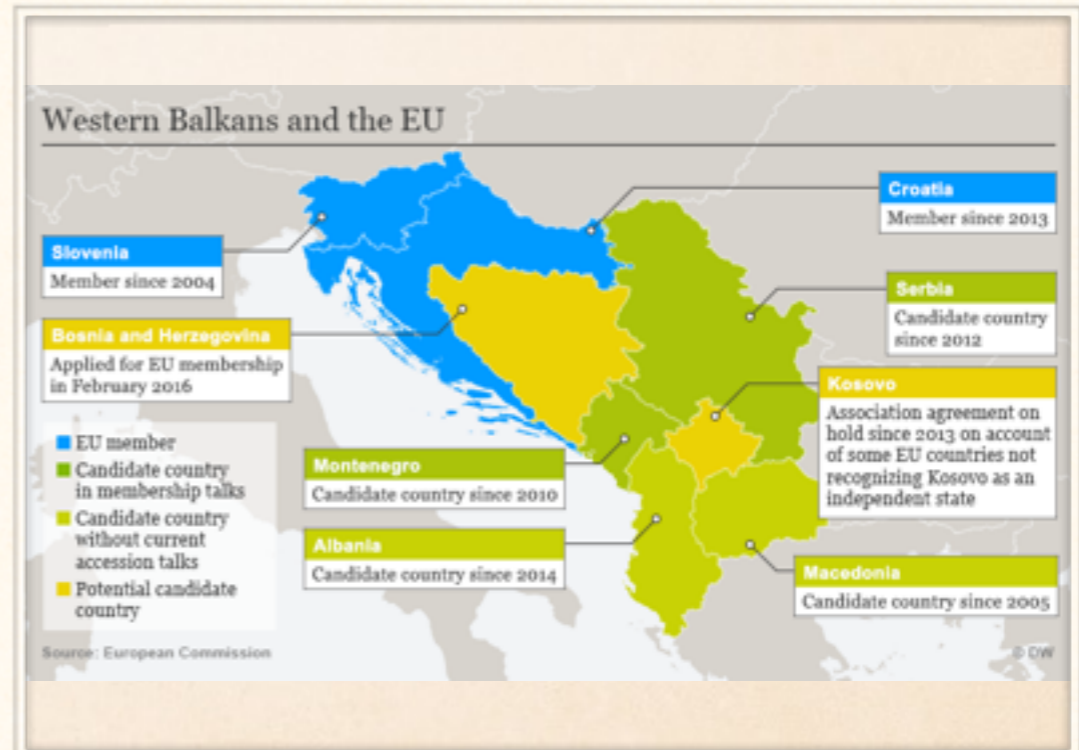 Western Balkans and the EU
Croatia
Member since 2013
Slovenia
Member since 2004
Serbia
Candidate country
since 2012
Bosnia and Herzegovina
Applied for EU membership
in February 2016
Kosovo
Association agreement on
hold since 2013 on account
of some EU countries not
recognizing Kosovo as an
independent state
EU member
Candidate country
in membership talks
Candidate country
without current
accession talks
Potential candidate
country
Montenegro
Candidate country since 2010
Albania
Candidate country since 2014
Macedonia
Candidate country since 2005
Source: European Commission
© DW